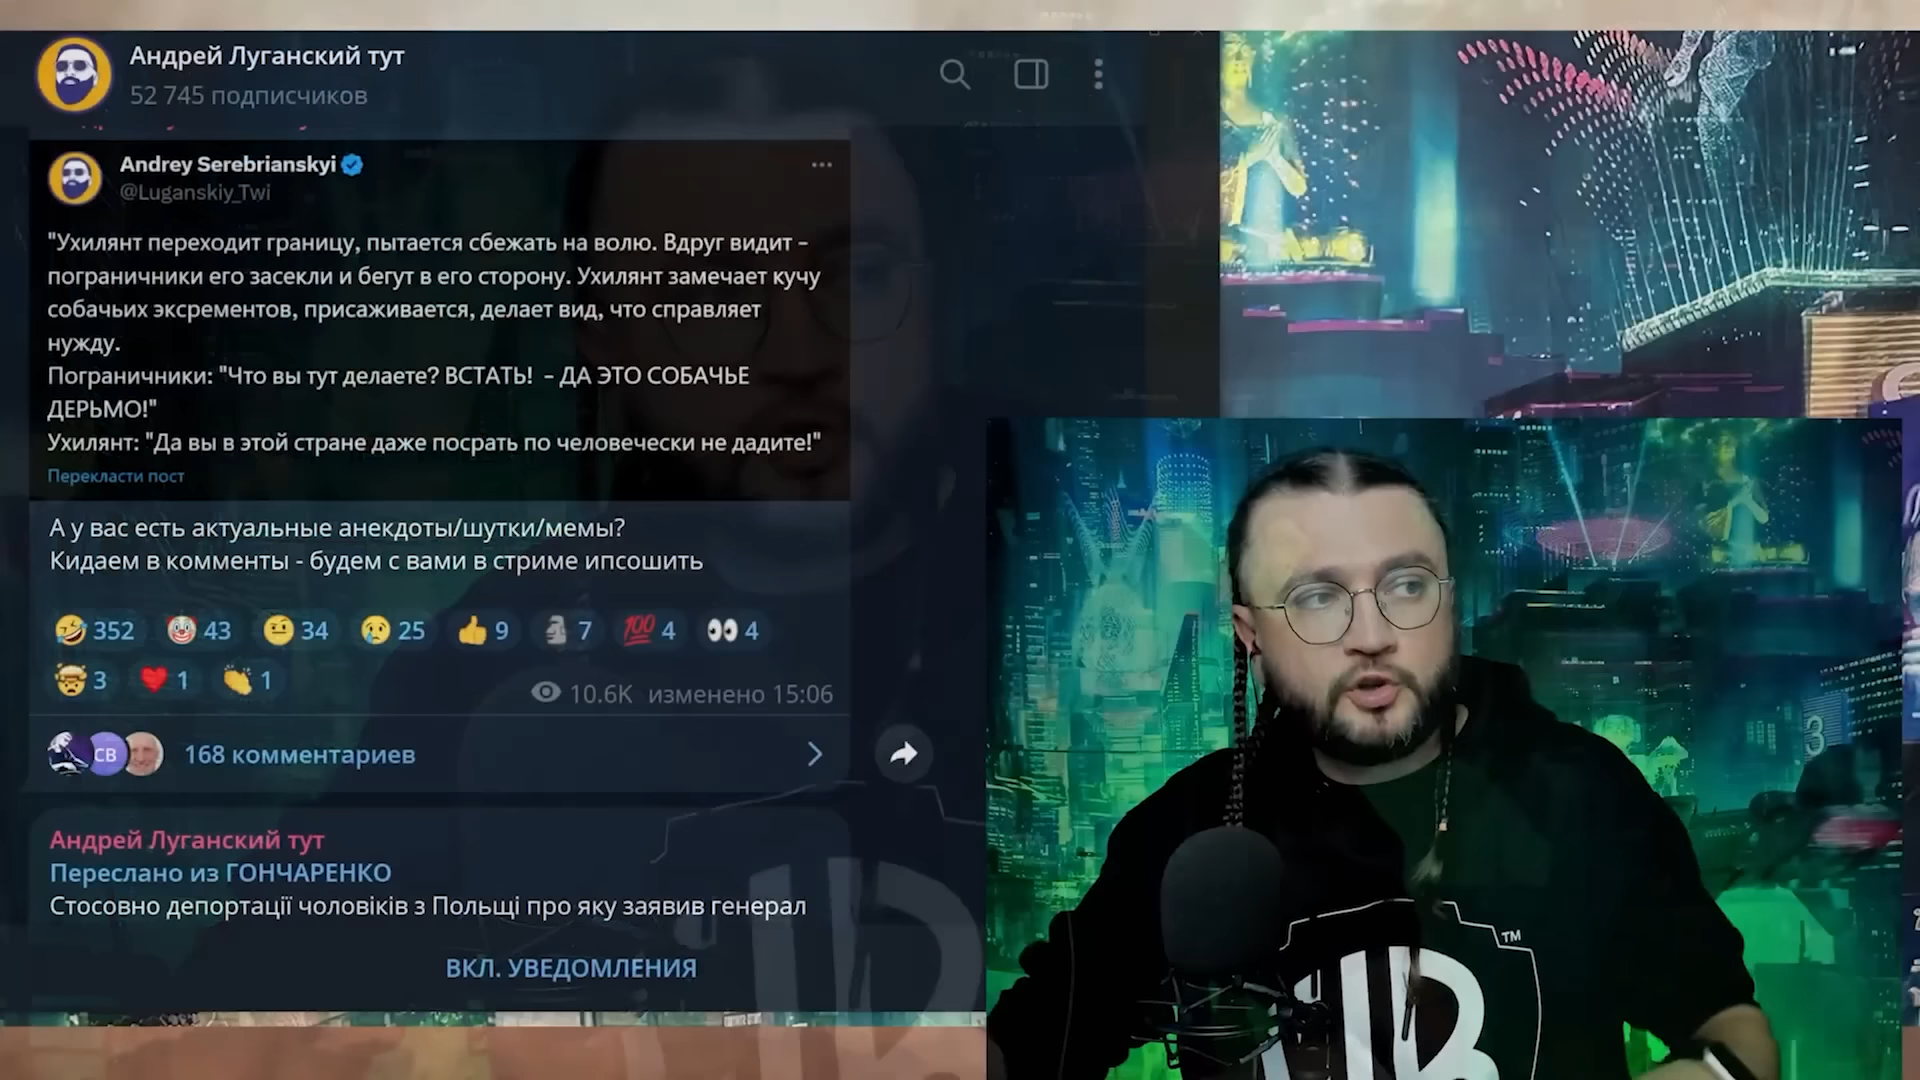 Андрей Луганский тут
52 745 подписчиков
Andrey Serebrianskyi
@Luganskiy_Twi
"Ухилянт переходит границу, пытается сбежать на волю. Вдруг видит -
пограничники его засекли и бегут в его сторону. Ухилянт замечает кучу
собачьих эксрементов, присаживается, делает вид, что справляет
нужду.
Пограничники: "Что вы тут делаете? ВСТАТЬ! - ДА ЭТО СОБАЧЬЕ
ДЕРЬМО!"
Ухилянт: "Да вы в этой стране даже посрать по человечески не дадите!"
Перекласти пост
А у вас есть актуальные анекдоты/шутки/мемы?
Кидаем в комменты - будем с вами в стриме ипсошить
352 43 34 25 9 7 100 4 4
3 1 1
10.6K изменено 15:06
СВ
168 комментариев
Андрей Луганский тут
Переслано из ГОНЧАРЕНКО
Стосовно депортації чоловіків з Польщі про яку заявив генерал
ВКЛ. УВЕДОМЛЕНИЯ
3
TM